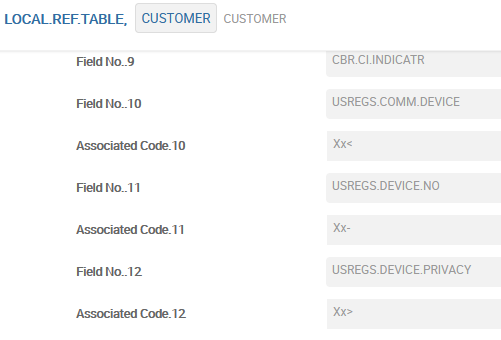 LOCAL.REF.TABLE, CUSTOMER CUSTOMER
Field No..9 CBR.CI.INDICATR
Field No..10 USREGS.COMM.DEVICE
Associated Code.10 Xx<
Field No..11 USREGS.DEVICE.NO
Associated Code.11 Xx-
Field No..12 USREGS.DEVICE.PRIVACY
Associated Code.12 Xx>